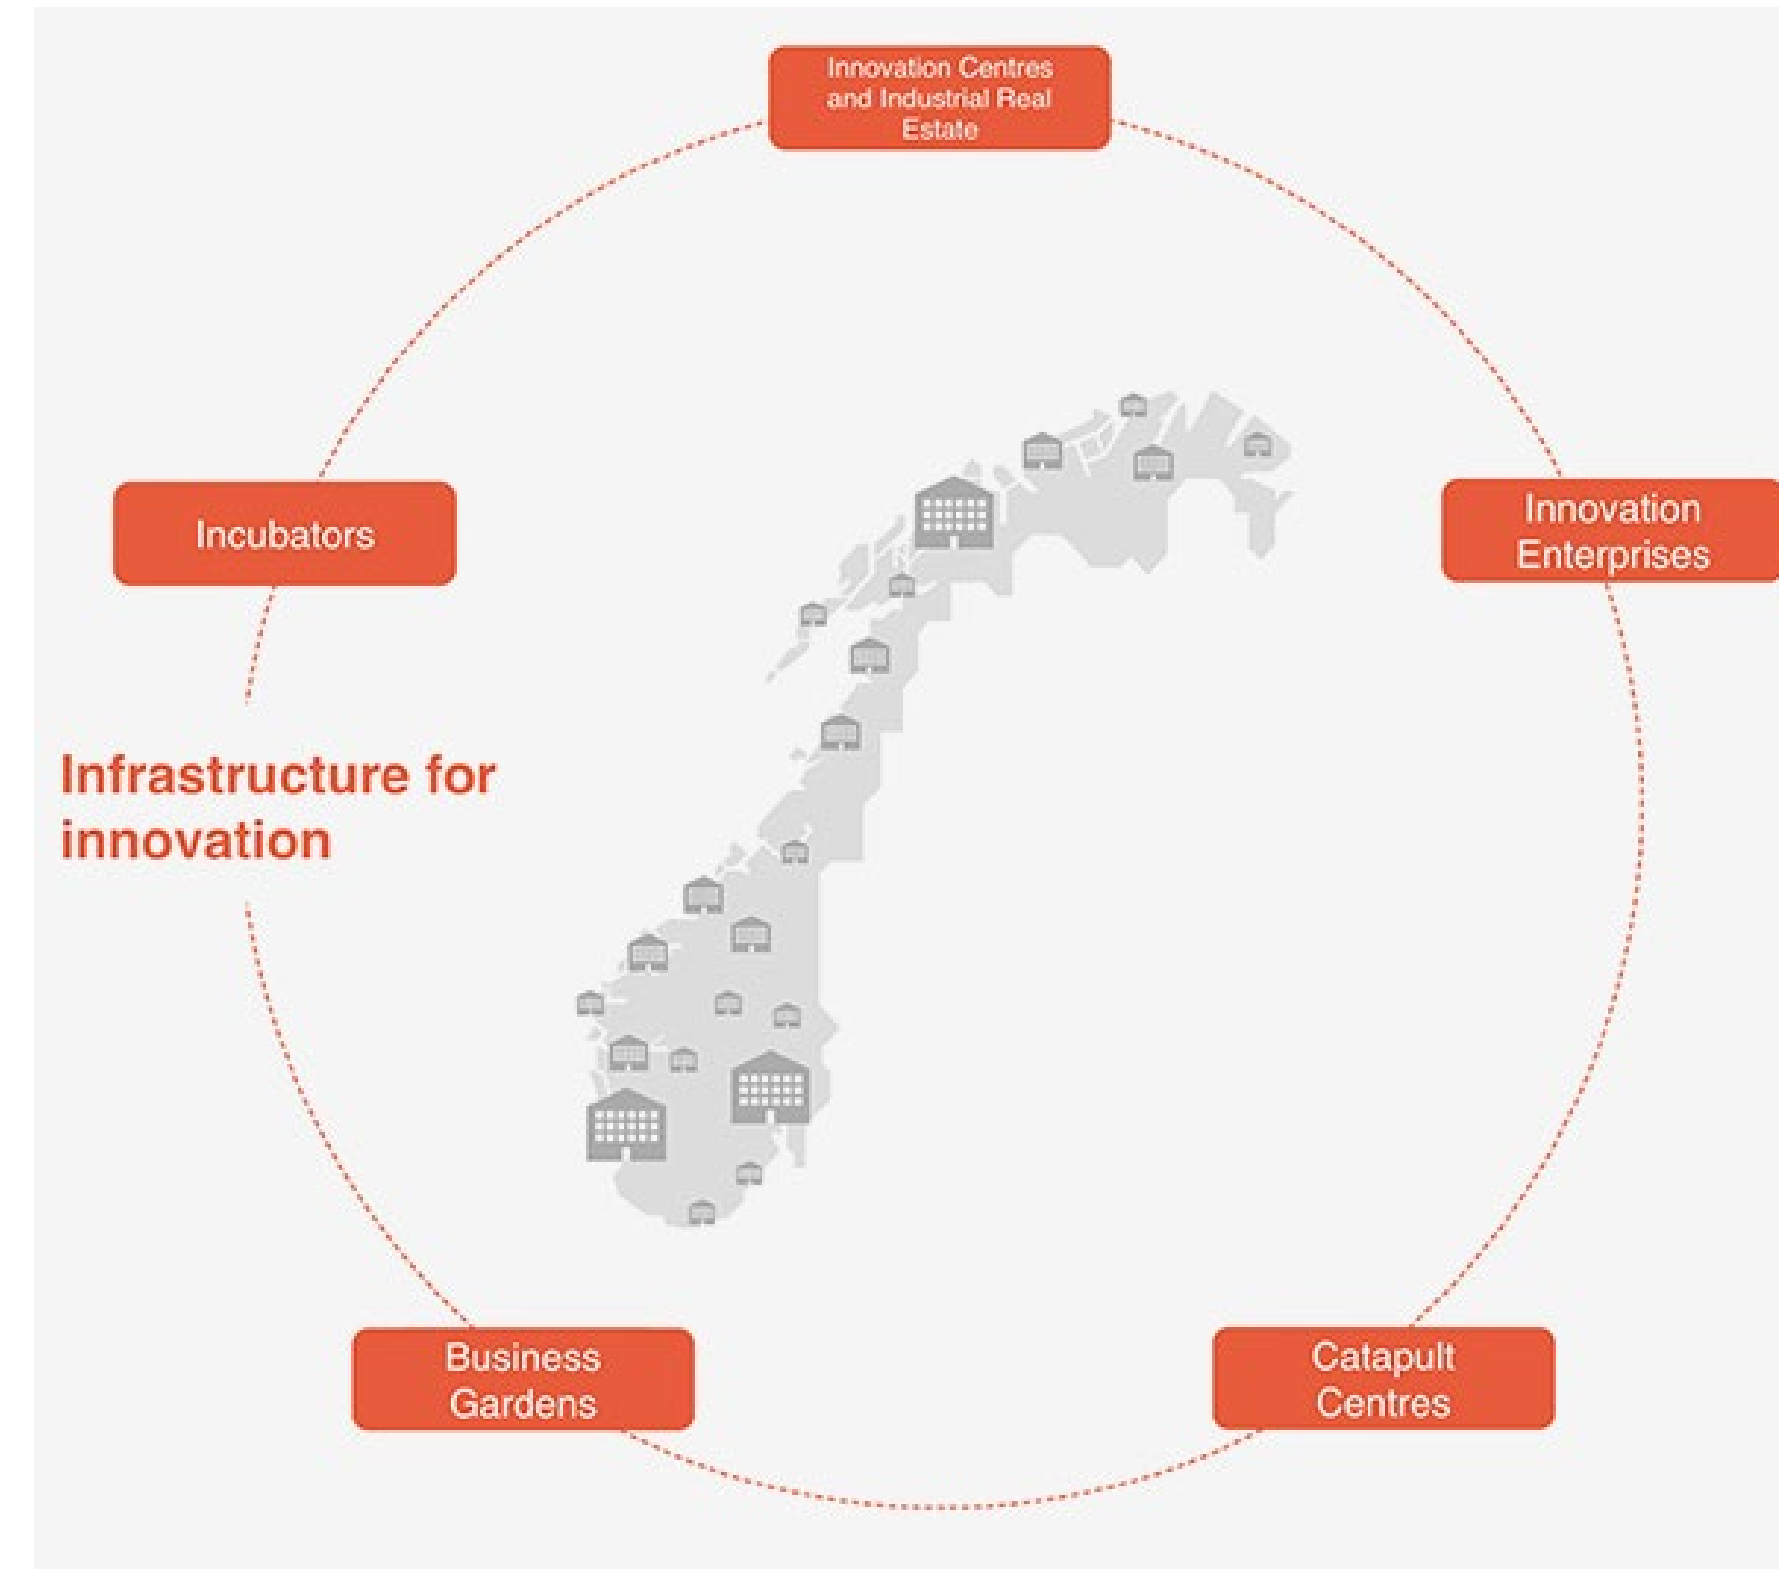 Innovation Centres
and Industrial Real
Estate
Incubators
Innovation
Enterprises
Infrastructure for
innovation
Business
Gardens
Catapult
Centres